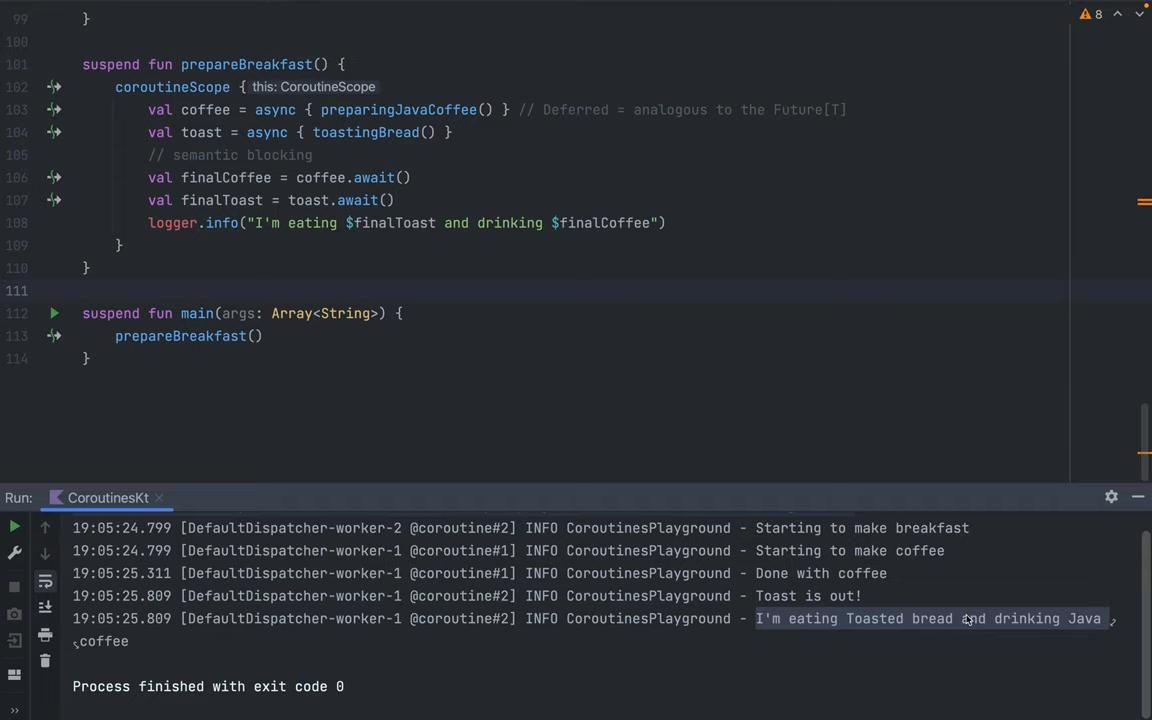 8
99 }
100
101 suspend fun prepareBreakfast() {
102 coroutineScope { this: CoroutineScope
103 val coffee = async { preparingJavaCoffee() } // Deferred = analogous to the Future[T]
104 val toast = async { toastingBread() }
105 // semantic blocking
106 val finalCoffee = coffee.await()
107 val finalToast = toast.await()
108 logger.info("I'm eating $finalToast and drinking $finalCoffee")
109 }
110 }
111
112 suspend fun main(args: Array<String>) {
113 prepareBreakfast()
114 }
Run: CoroutinesKt
19:05:24.799 [DefaultDispatcher-worker-2 @coroutine#2] INFO CoroutinesPlayground - Starting to make breakfast
19:05:24.799 [DefaultDispatcher-worker-1 @coroutine#1] INFO CoroutinesPlayground - Starting to make coffee
19:05:25.311 [DefaultDispatcher-worker-1 @coroutine#1] INFO CoroutinesPlayground - Done with coffee
19:05:25.809 [DefaultDispatcher-worker-1 @coroutine#2] INFO CoroutinesPlayground - Toast is out!
19:05:25.809 [DefaultDispatcher-worker-1 @coroutine#2] INFO CoroutinesPlayground - I'm eating Toasted bread and drinking Java
coffee
Process finished with exit code 0